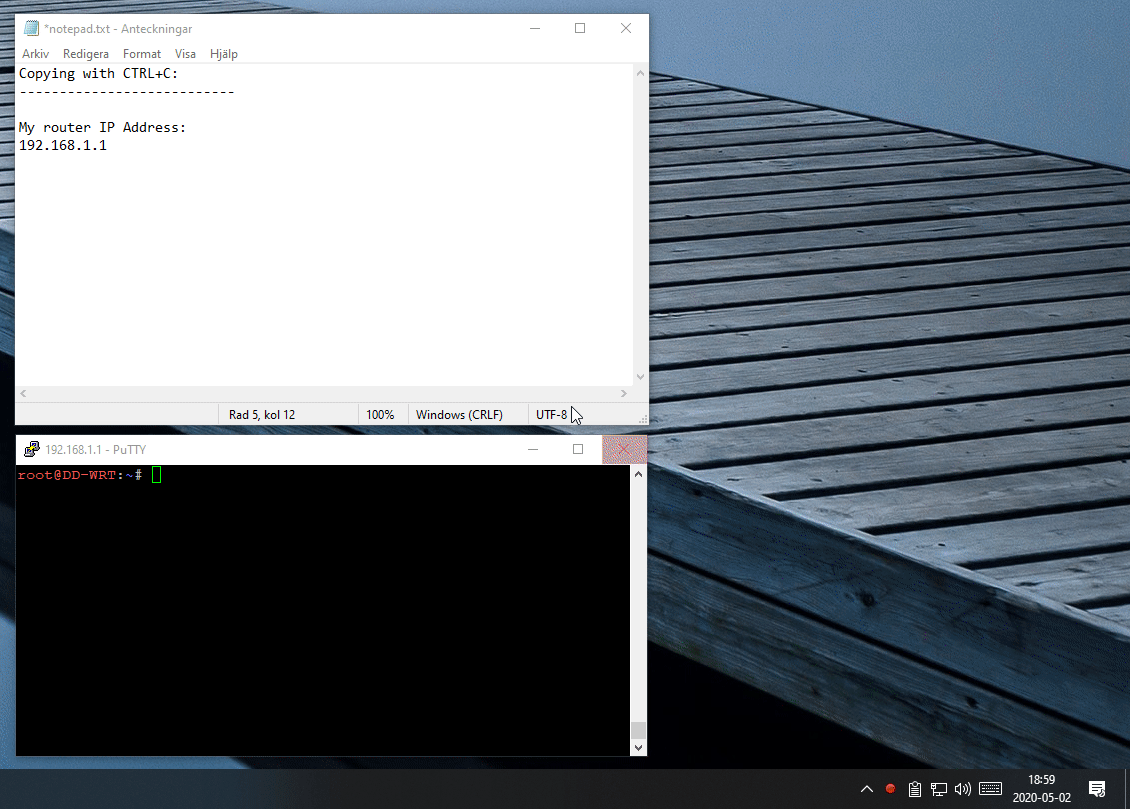 *notepad.txt - Anteckningar
Arkiv Redigera Format Visa Hjälp
Copying with CTRL+C:
---------------------------
My router IP Address:
192.168.1.1
Rad 5, kol 12 100% Windows (CRLF) UTF-8
192.168.1.1 - PuTTY
root@DD-WRT:~#
18:59
2020-05-02